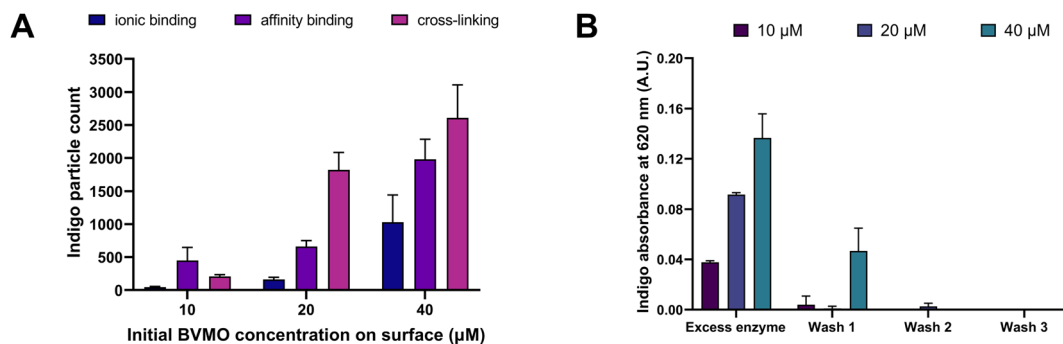 A
ionic binding affinity binding cross-linking
Indigo particle count
3500
3000
2500
2000
1500
1000
500
0
10 20 40
Initial BVMO concentration on surface (µM)
B
10 µM 20 µM 40 µM
Indigo absorbance at 620 nm (A.U.)
0.20
0.16
0.12
0.08
0.04
0.00
Excess enzyme Wash 1 Wash 2 Wash 3